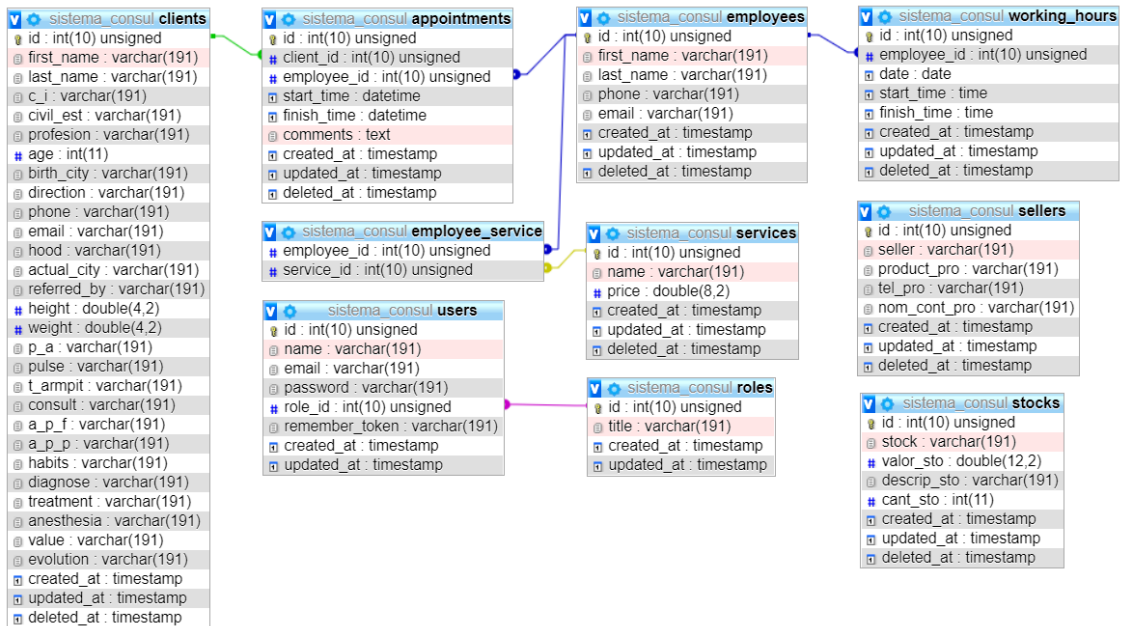 sistema_consul clients
id : int(10) unsigned
first_name : varchar(191)
last_name : varchar(191)
c_i : varchar(191)
civil_est : varchar(191)
profesion : varchar(191)
age : int(11)
birth_city : varchar(191)
direction : varchar(191)
phone : varchar(191)
email : varchar(191)
hood : varchar(191)
actual_city : varchar(191)
referred_by : varchar(191)
height : double(4,2)
weight : double(4,2)
p_a : varchar(191)
pulse : varchar(191)
t_armpit : varchar(191)
consult : varchar(191)
a_p_f : varchar(191)
a_p_p : varchar(191)
habits : varchar(191)
diagnose : varchar(191)
treatment : varchar(191)
anesthesia : varchar(191)
value : varchar(191)
evolution : varchar(191)
created_at : timestamp
updated_at : timestamp
deleted_at : timestamp
sistema_consul appointments
id : int(10) unsigned
client_id : int(10) unsigned
employee_id : int(10) unsigned
start_time : datetime
finish_time : datetime
comments : text
created_at : timestamp
updated_at : timestamp
deleted_at : timestamp
sistema_consul employee_service
employee_id : int(10) unsigned
service_id : int(10) unsigned
sistema_consul users
id : int(10) unsigned
name : varchar(191)
email : varchar(191)
password : varchar(191)
role_id : int(10) unsigned
remember_token : varchar(191)
created_at : timestamp
updated_at : timestamp
sistema_consul employees
id : int(10) unsigned
first_name : varchar(191)
last_name : varchar(191)
phone : varchar(191)
email : varchar(191)
created_at : timestamp
updated_at : timestamp
deleted_at : timestamp
sistema_consul services
id : int(10) unsigned
name : varchar(191)
price : double(8,2)
created_at : timestamp
updated_at : timestamp
deleted_at : timestamp
sistema_consul roles
id : int(10) unsigned
title : varchar(191)
created_at : timestamp
updated_at : timestamp
sistema_consul working_hours
id : int(10) unsigned
employee_id : int(10) unsigned
date : date
start_time : time
finish_time : time
created_at : timestamp
updated_at : timestamp
deleted_at : timestamp
sistema_consul sellers
id : int(10) unsigned
seller : varchar(191)
product_pro : varchar(191)
tel_pro : varchar(191)
nom_cont_pro : varchar(191)
created_at : timestamp
updated_at : timestamp
deleted_at : timestamp
sistema_consul stocks
id : int(10) unsigned
stock : varchar(191)
valor_sto : double(12,2)
descrip_sto : varchar(191)
cant_sto : int(11)
created_at : timestamp
updated_at : timestamp
deleted_at : timestamp